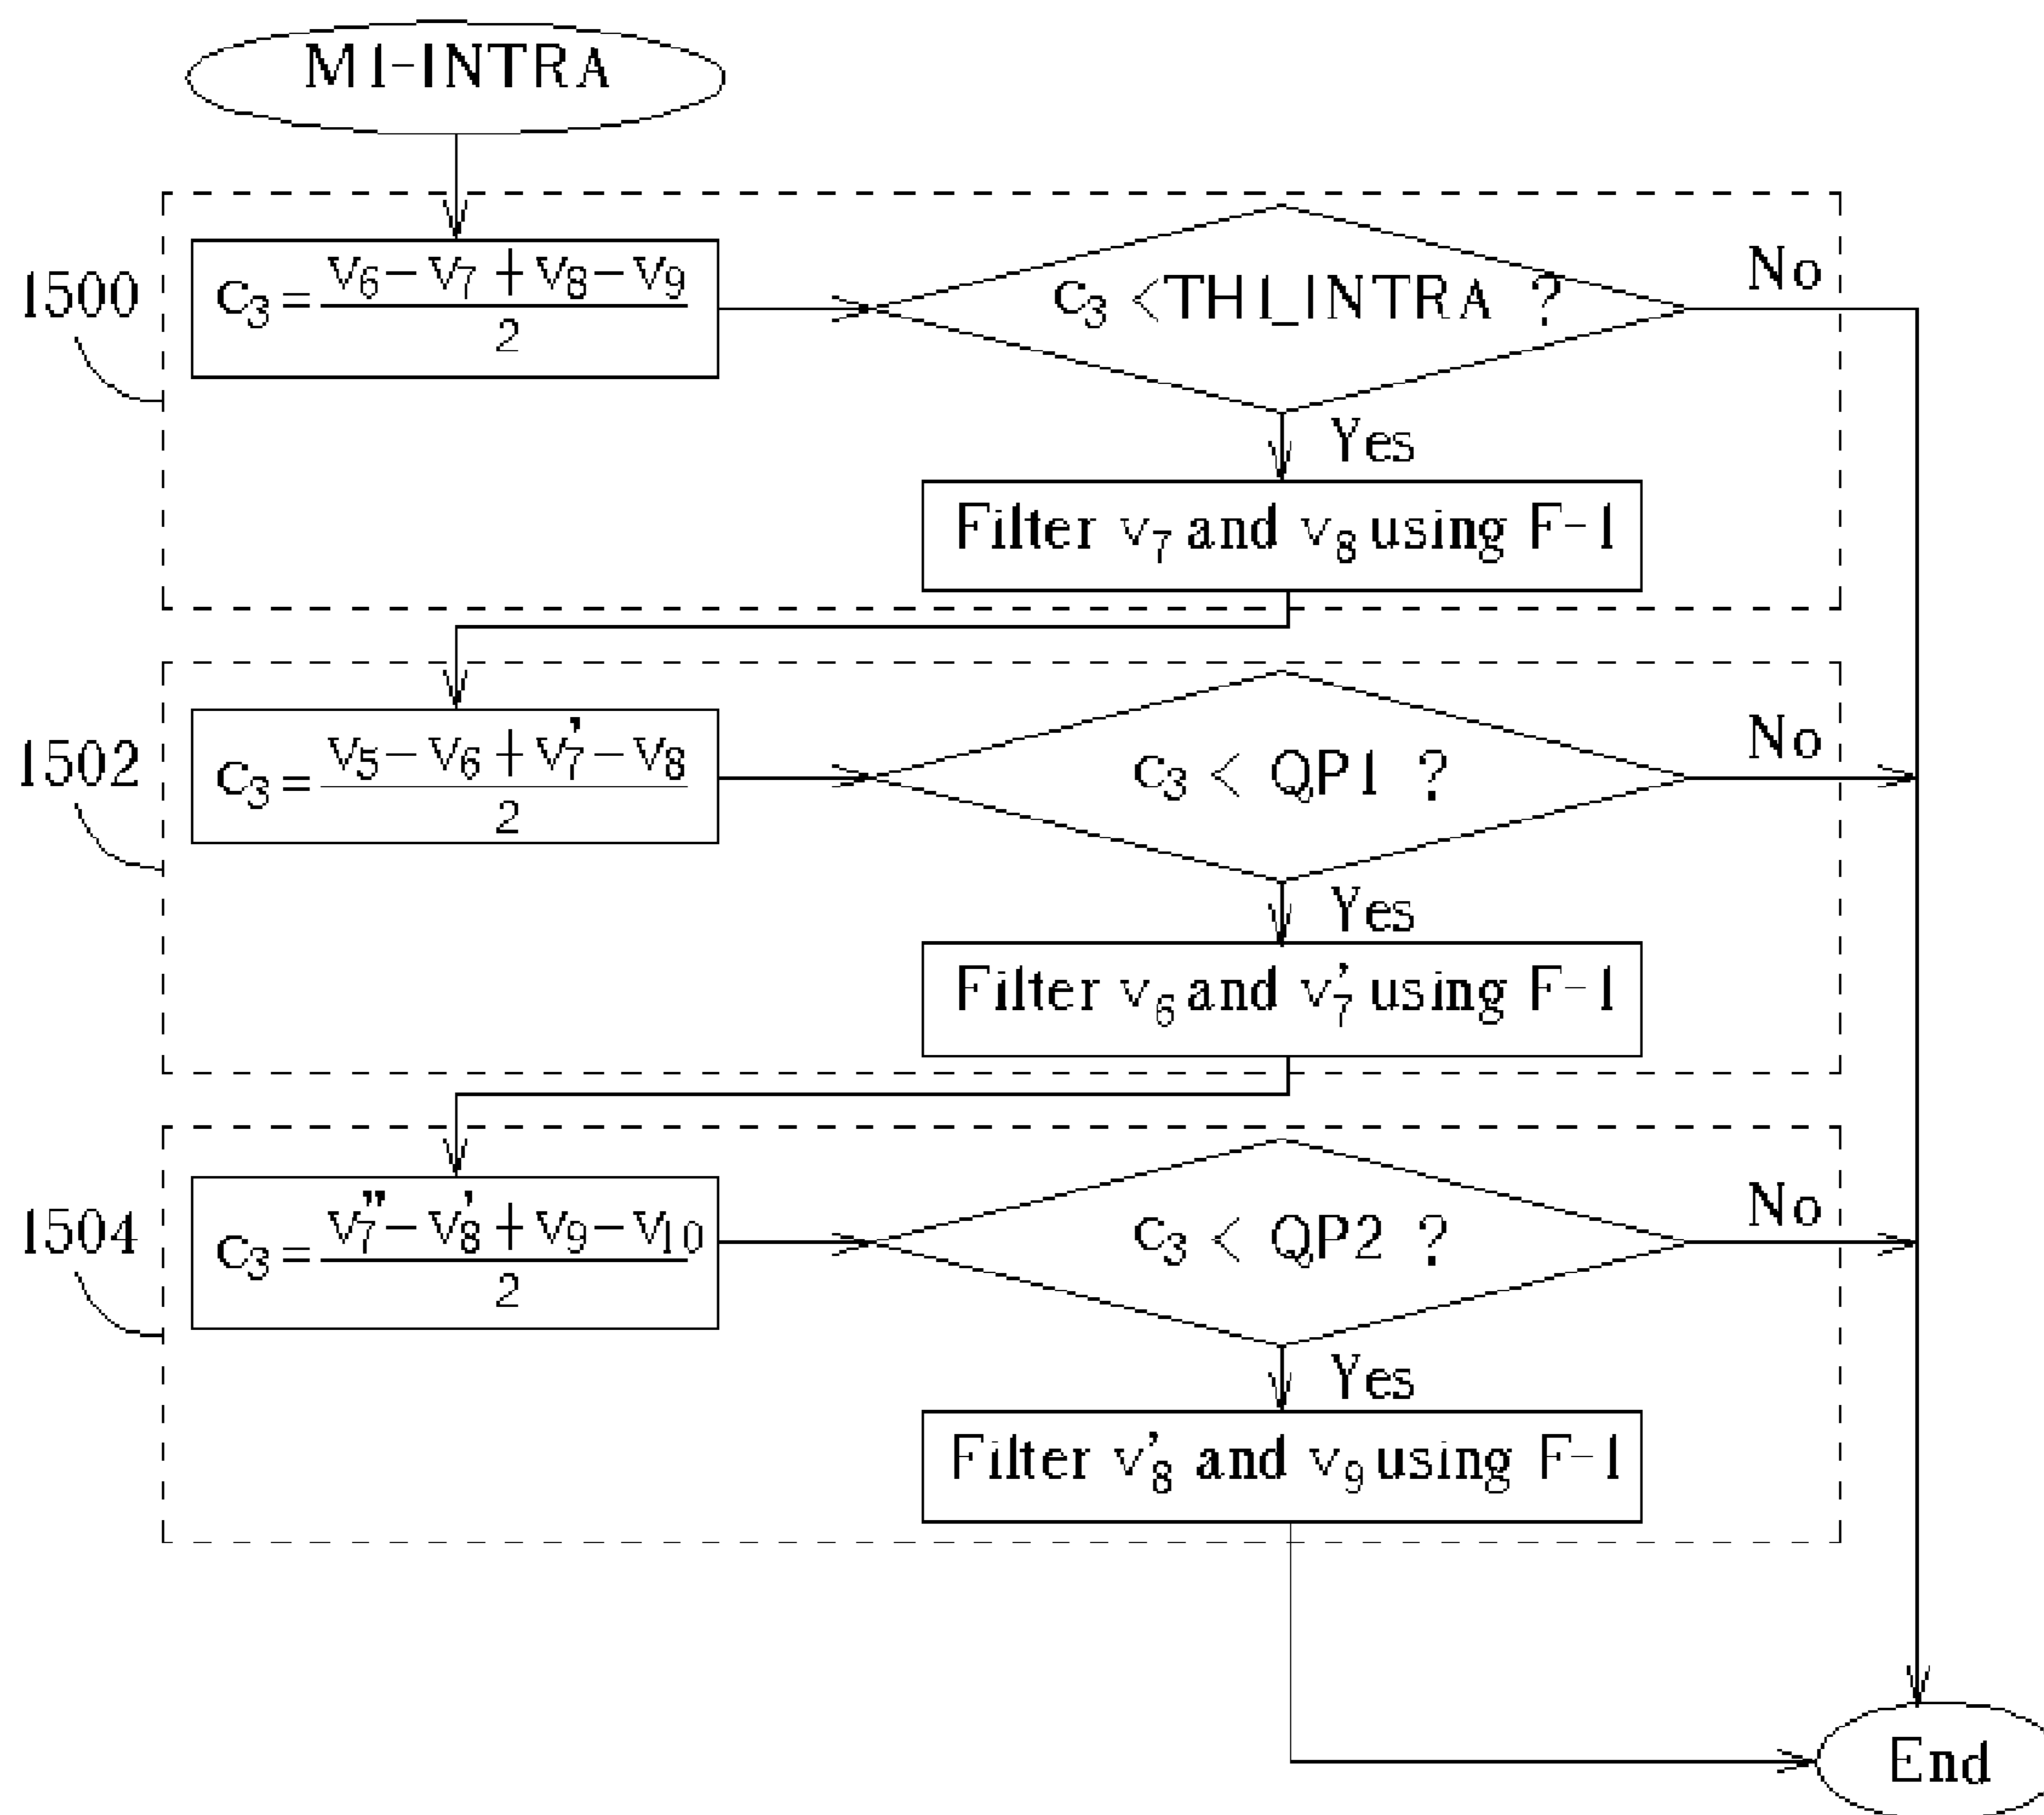 M1-INTRA
1500
c₃ = (v₆ - v₇ + v₈ - v₉) / 2
c₃ < TH1_INTRA ?
No
Yes
Filter v₇ and v₈ using F-1
1502
c₃ = (v₅ - v₆ + v₇' - v₈) / 2
c₃ < QP1 ?
No
Yes
Filter v₆ and v₇' using F-1
1504
c₃ = (v₇'' - v₈' + v₉ - v₁₀) / 2
c₃ < QP2 ?
No
Yes
Filter v₈' and v₉ using F-1
End